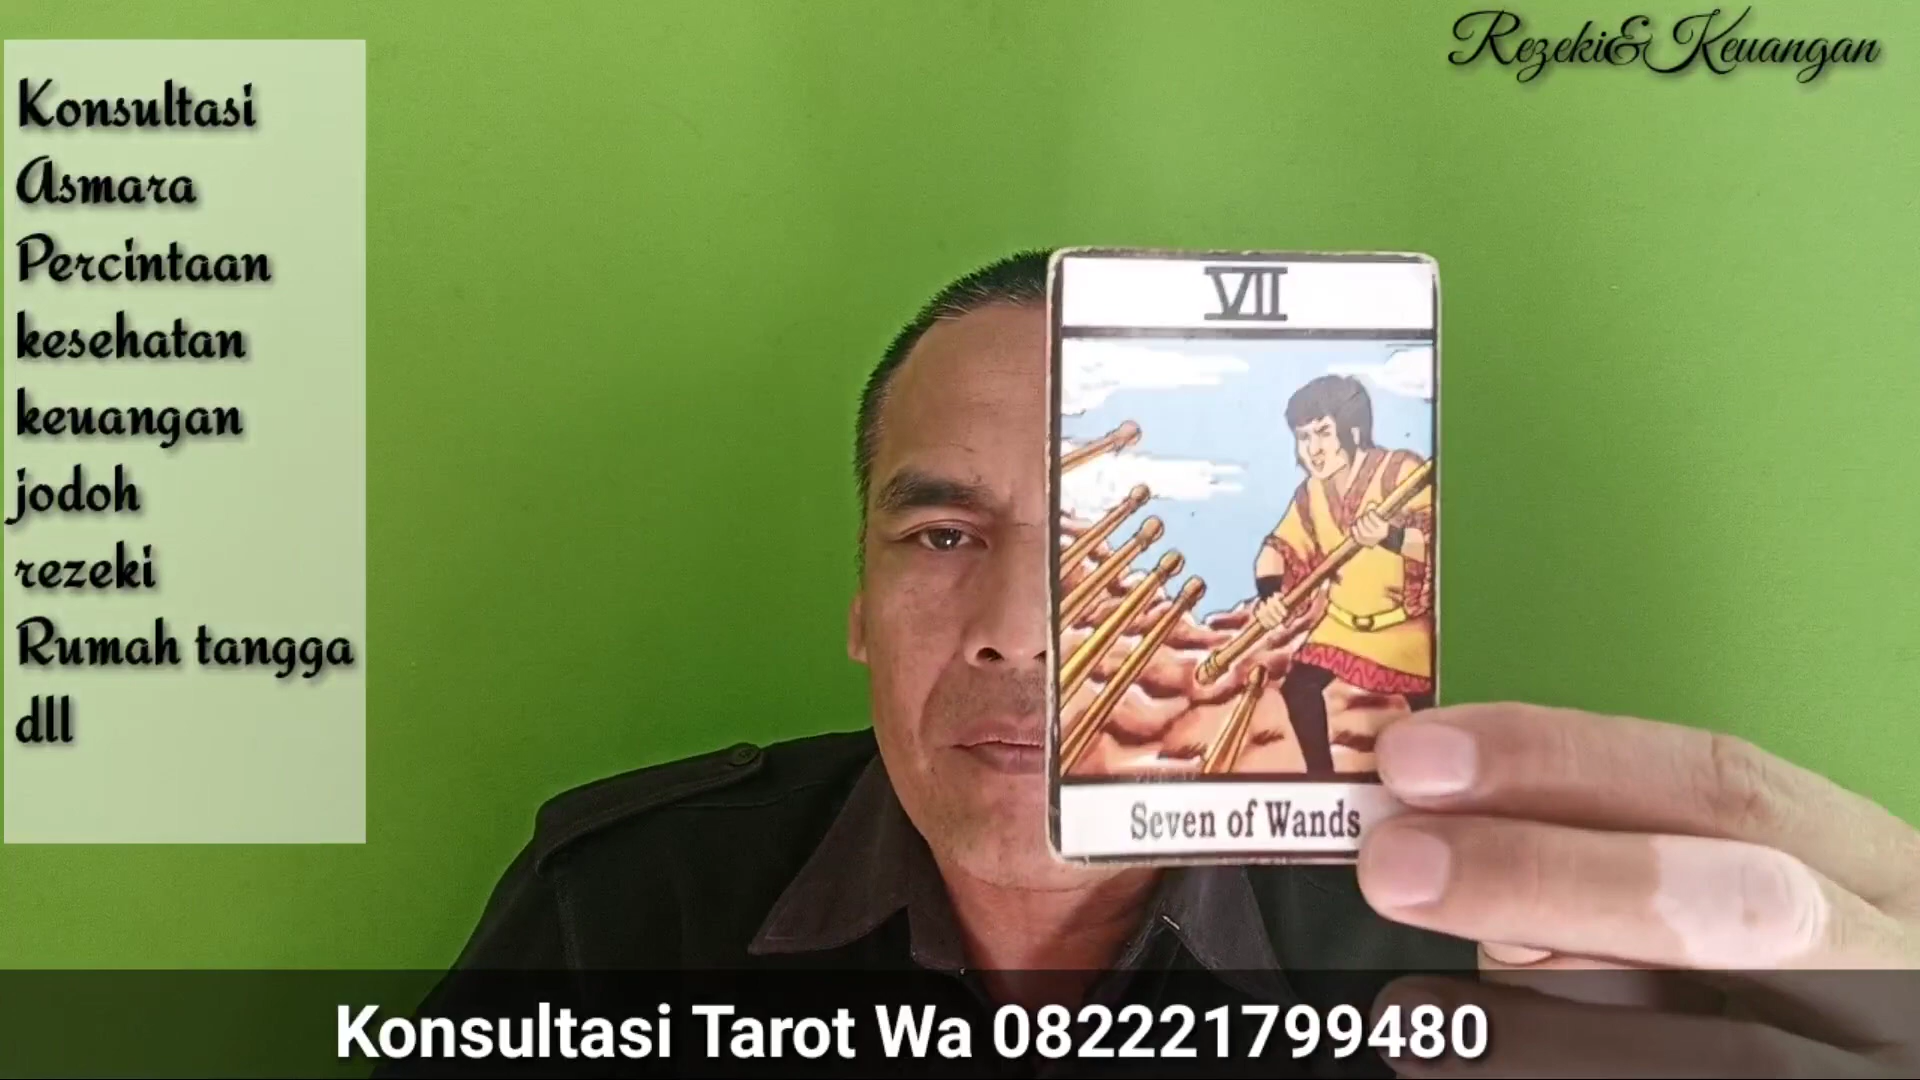 Rezeki&Keuangan
Konsultasi
Asmara
Percintaan
kesehatan
keuangan
jodoh
rezeki
Rumah tangga
dll
VII
Seven of Wands
Konsultasi Tarot Wa 082221799480